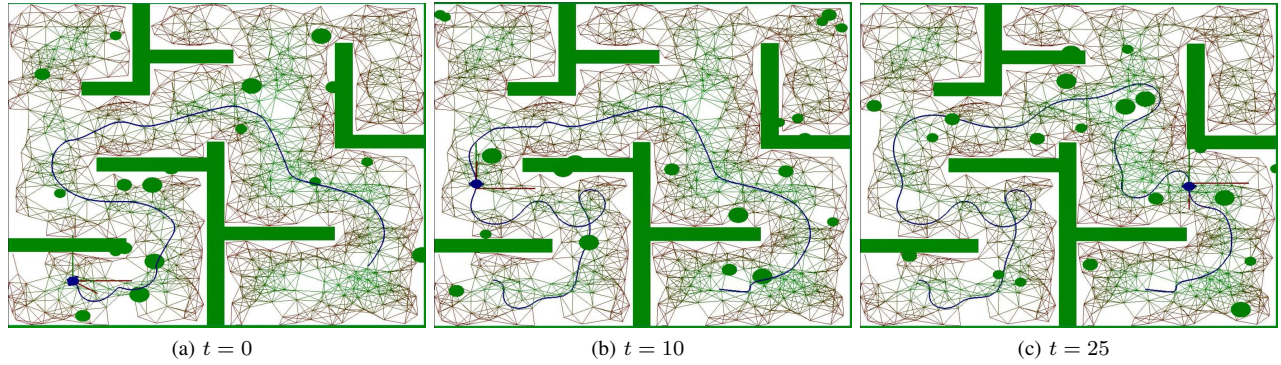 (a) t = 0
(b) t = 10
(c) t = 25